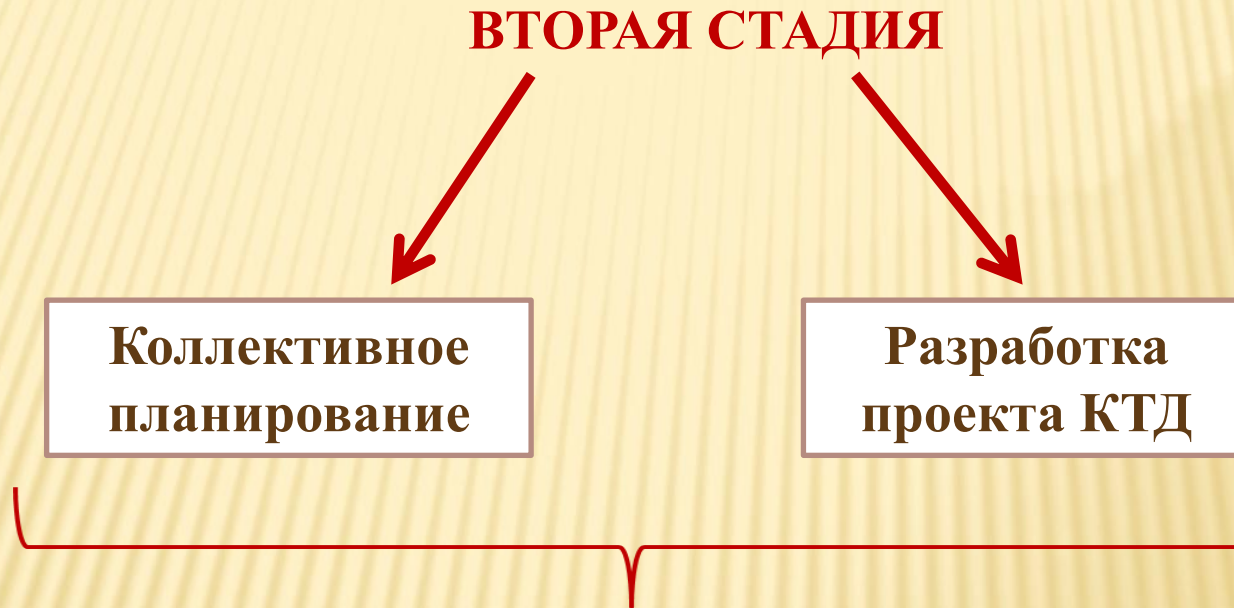 ВТОРАЯ СТАДИЯ
Коллективное
планирование
Разработка
проекта КТД